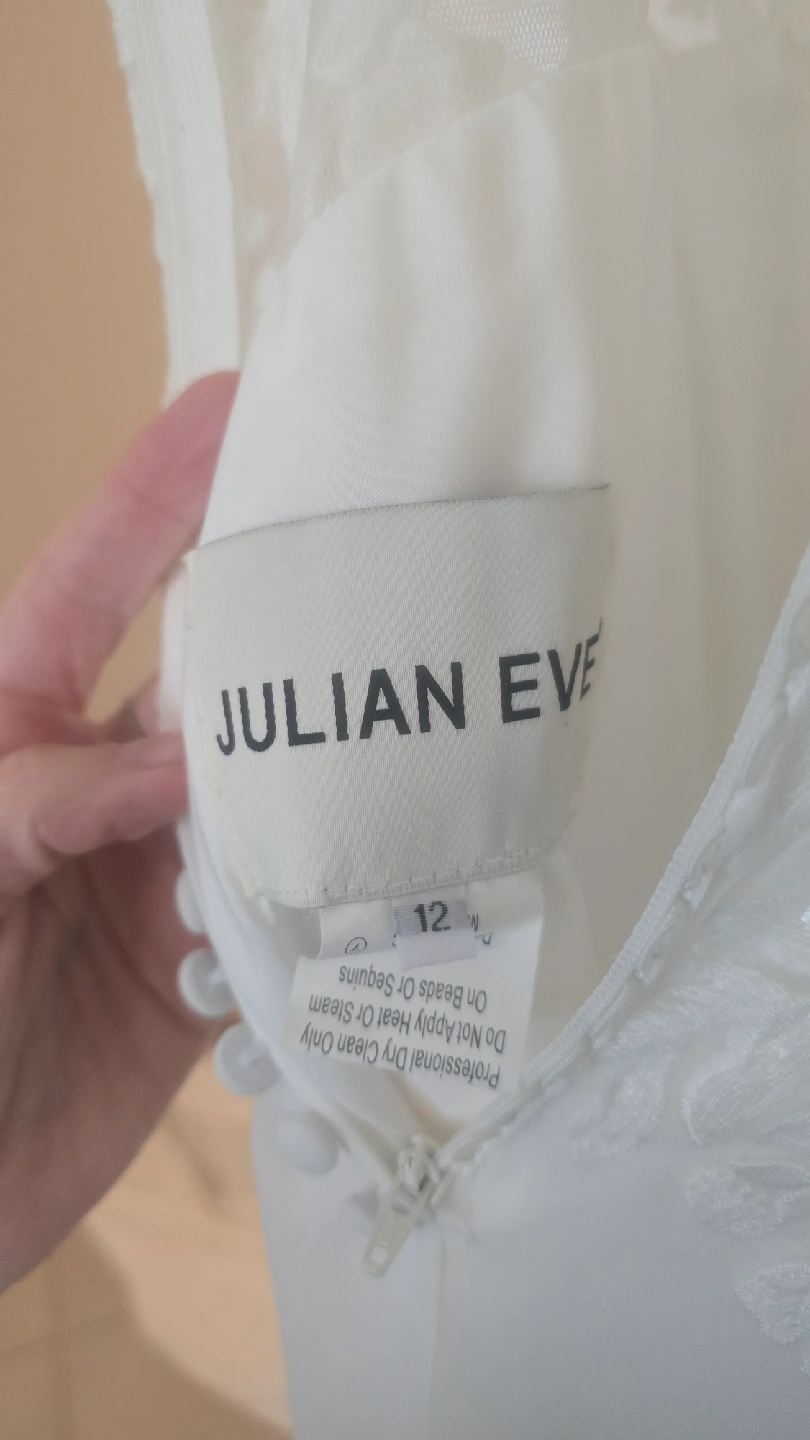 JULIAN EVE
12
Professional Dry Clean Only
Do Not Apply Heat Or Steam
On Beads Or Sequins